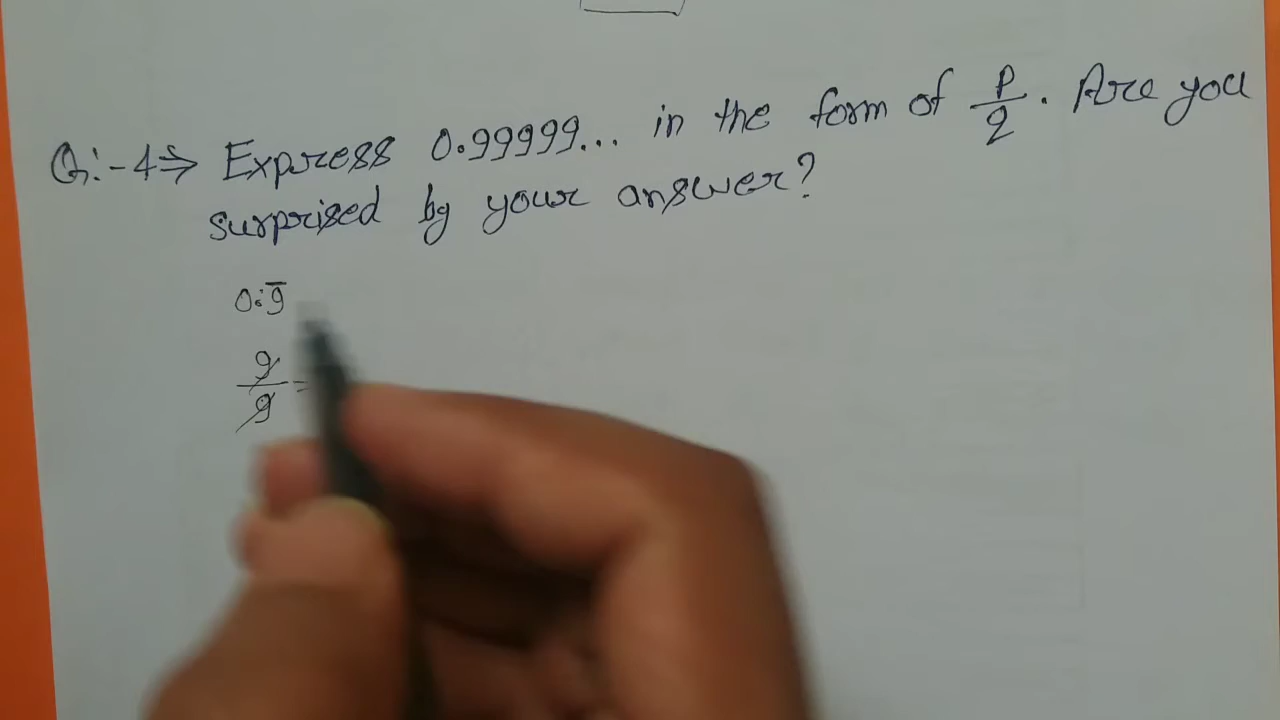 Q:-4⇒ Express 0.99999... in the form of p/q. Are you
surprised by your answer?
0.9̅
9/9 =